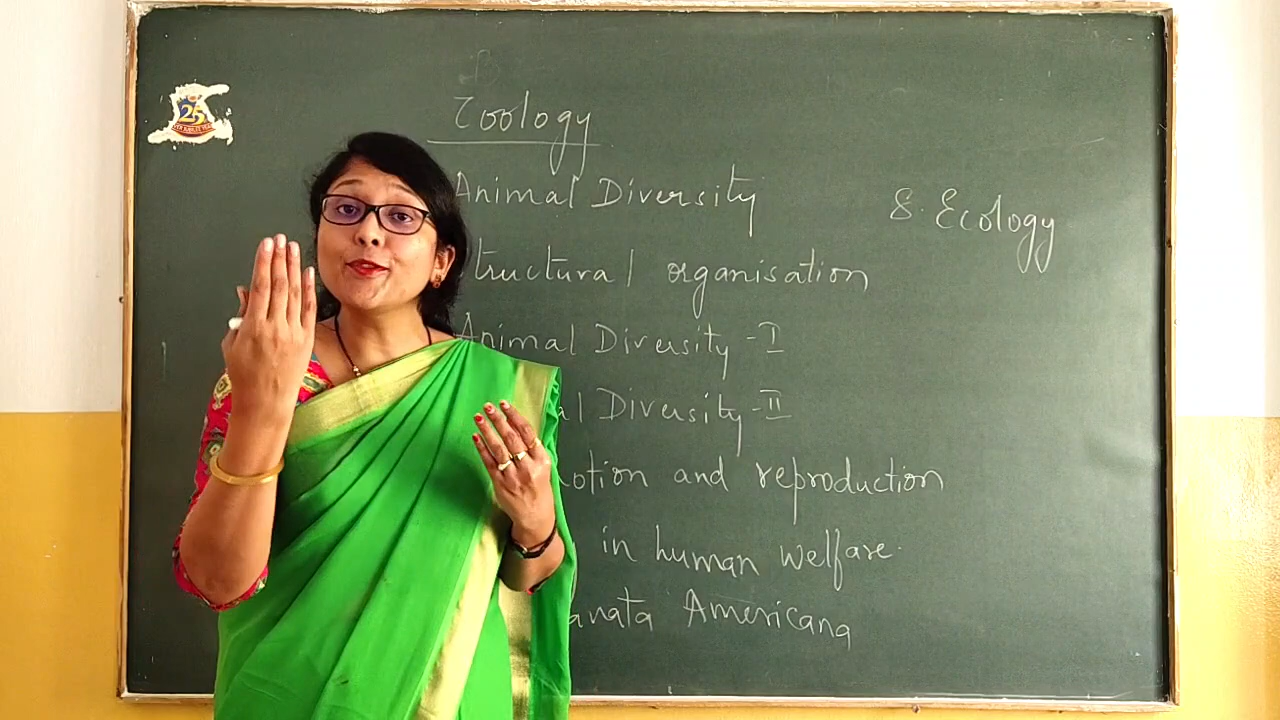 Zoology
Animal Diversity
tructural organisation
Animal Diversity - I
al Diversity - II
otion and reproduction
in human welfare.
anata Americana
8. Ecology
25